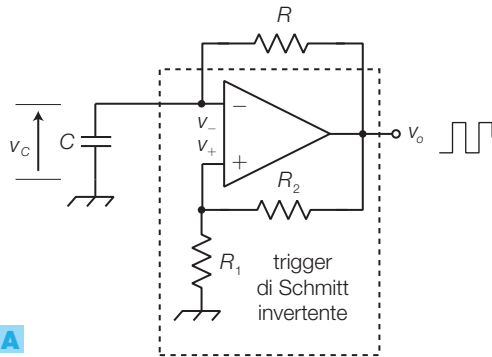 R
v_C
C
v_−
−
v_+
+
v_o
R_2
R_1
trigger
di Schmitt
invertente
A